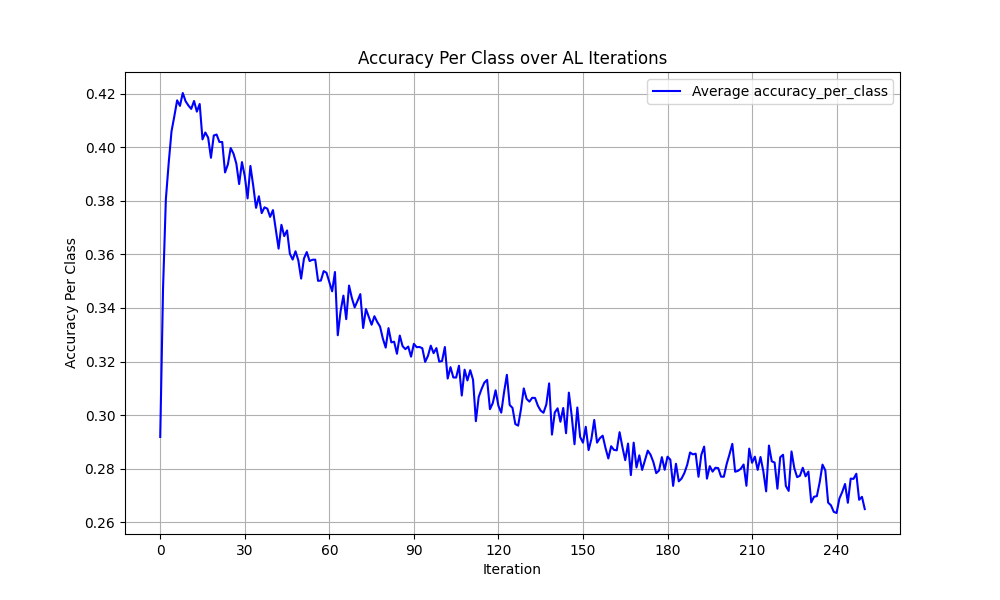 Accuracy Per Class over AL Iterations
Average accuracy_per_class
Accuracy Per Class
0.42
0.40
0.38
0.36
0.34
0.32
0.30
0.28
0.26
0 30 60 90 120 150 180 210 240
Iteration